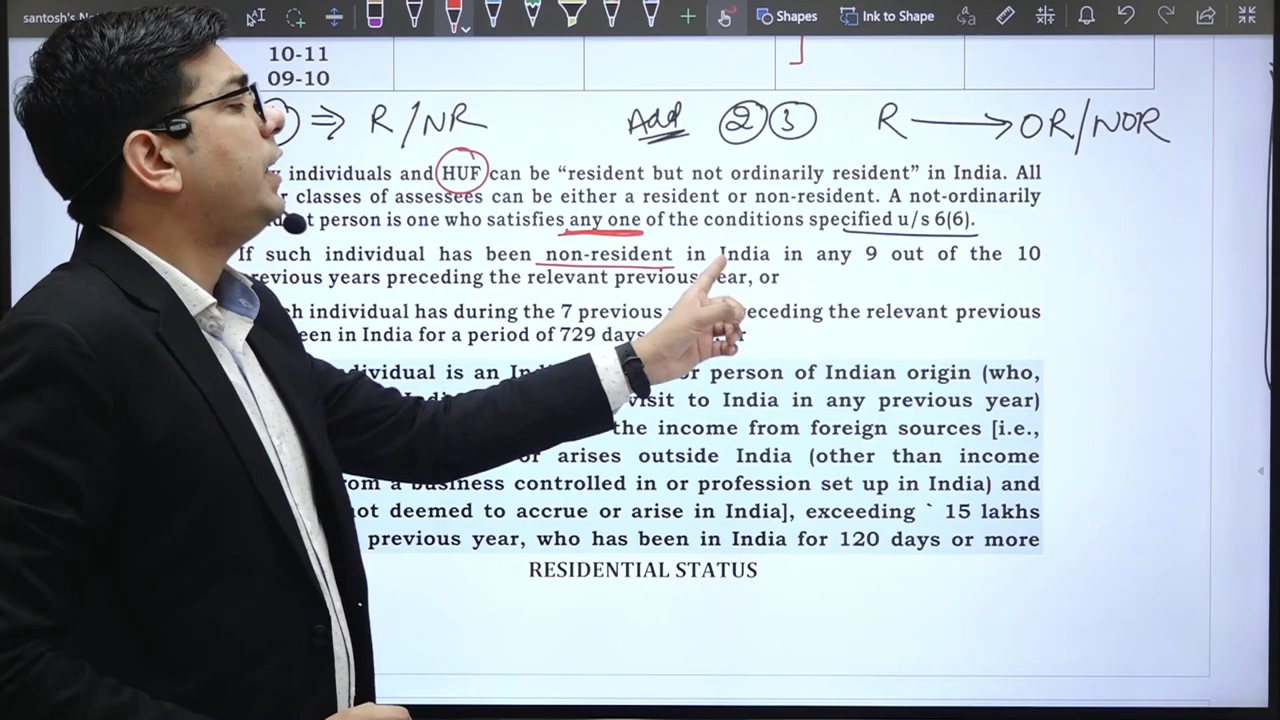 santosh's No
Shapes
Ink to Shape
10-11
09-10
⇒ R/NR Add ② ③ R → OR/NOR
individuals and HUF can be “resident but not ordinarily resident” in India. All
classes of assessees can be either a resident or non-resident. A not-ordinarily
person is one who satisfies any one of the conditions specified u/s 6(6).
If such individual has been non-resident in India in any 9 out of the 10
previous years preceding the relevant previous year, or
individual has during the 7 previous preceding the relevant previous
been in India for a period of 729 days
individual is an person of Indian origin (who,
visit to India in any previous year)
the income from foreign sources [i.e.,
or arises outside India (other than income
from a business controlled in or profession set up in India) and
not deemed to accrue or arise in India], exceeding ` 15 lakhs
previous year, who has been in India for 120 days or more
RESIDENTIAL STATUS